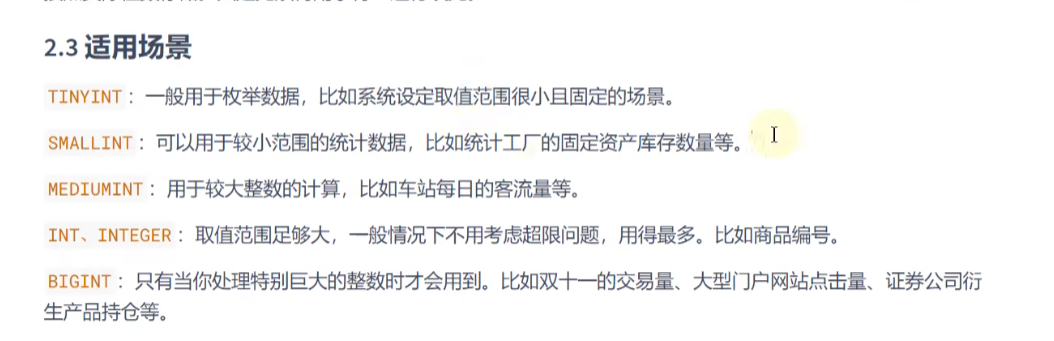 2.3 适用场景
TINYINT：一般用于枚举数据，比如系统设定取值范围很小且固定的场景。
SMALLINT：可以用于较小范围的统计数据，比如统计工厂的固定资产库存数量等。
MEDIUMINT：用于较大整数的计算，比如车站每日的客流量等。
INT、INTEGER：取值范围足够大，一般情况下不用考虑超限问题，用得最多。比如商品编号。
BIGINT：只有当你处理特别巨大的整数时才会用到。比如双十一的交易量、大型门户网站点击量、证券公司衍
生产品持仓等。